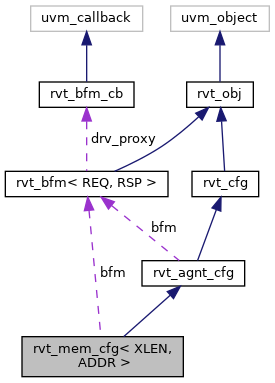 uvm_callback
uvm_object
rvt_bfm_cb
rvt_obj
drv_proxy
rvt_bfm< REQ, RSP >
rvt_cfg
bfm
rvt_agnt_cfg
bfm
rvt_mem_cfg< XLEN,
ADDR >